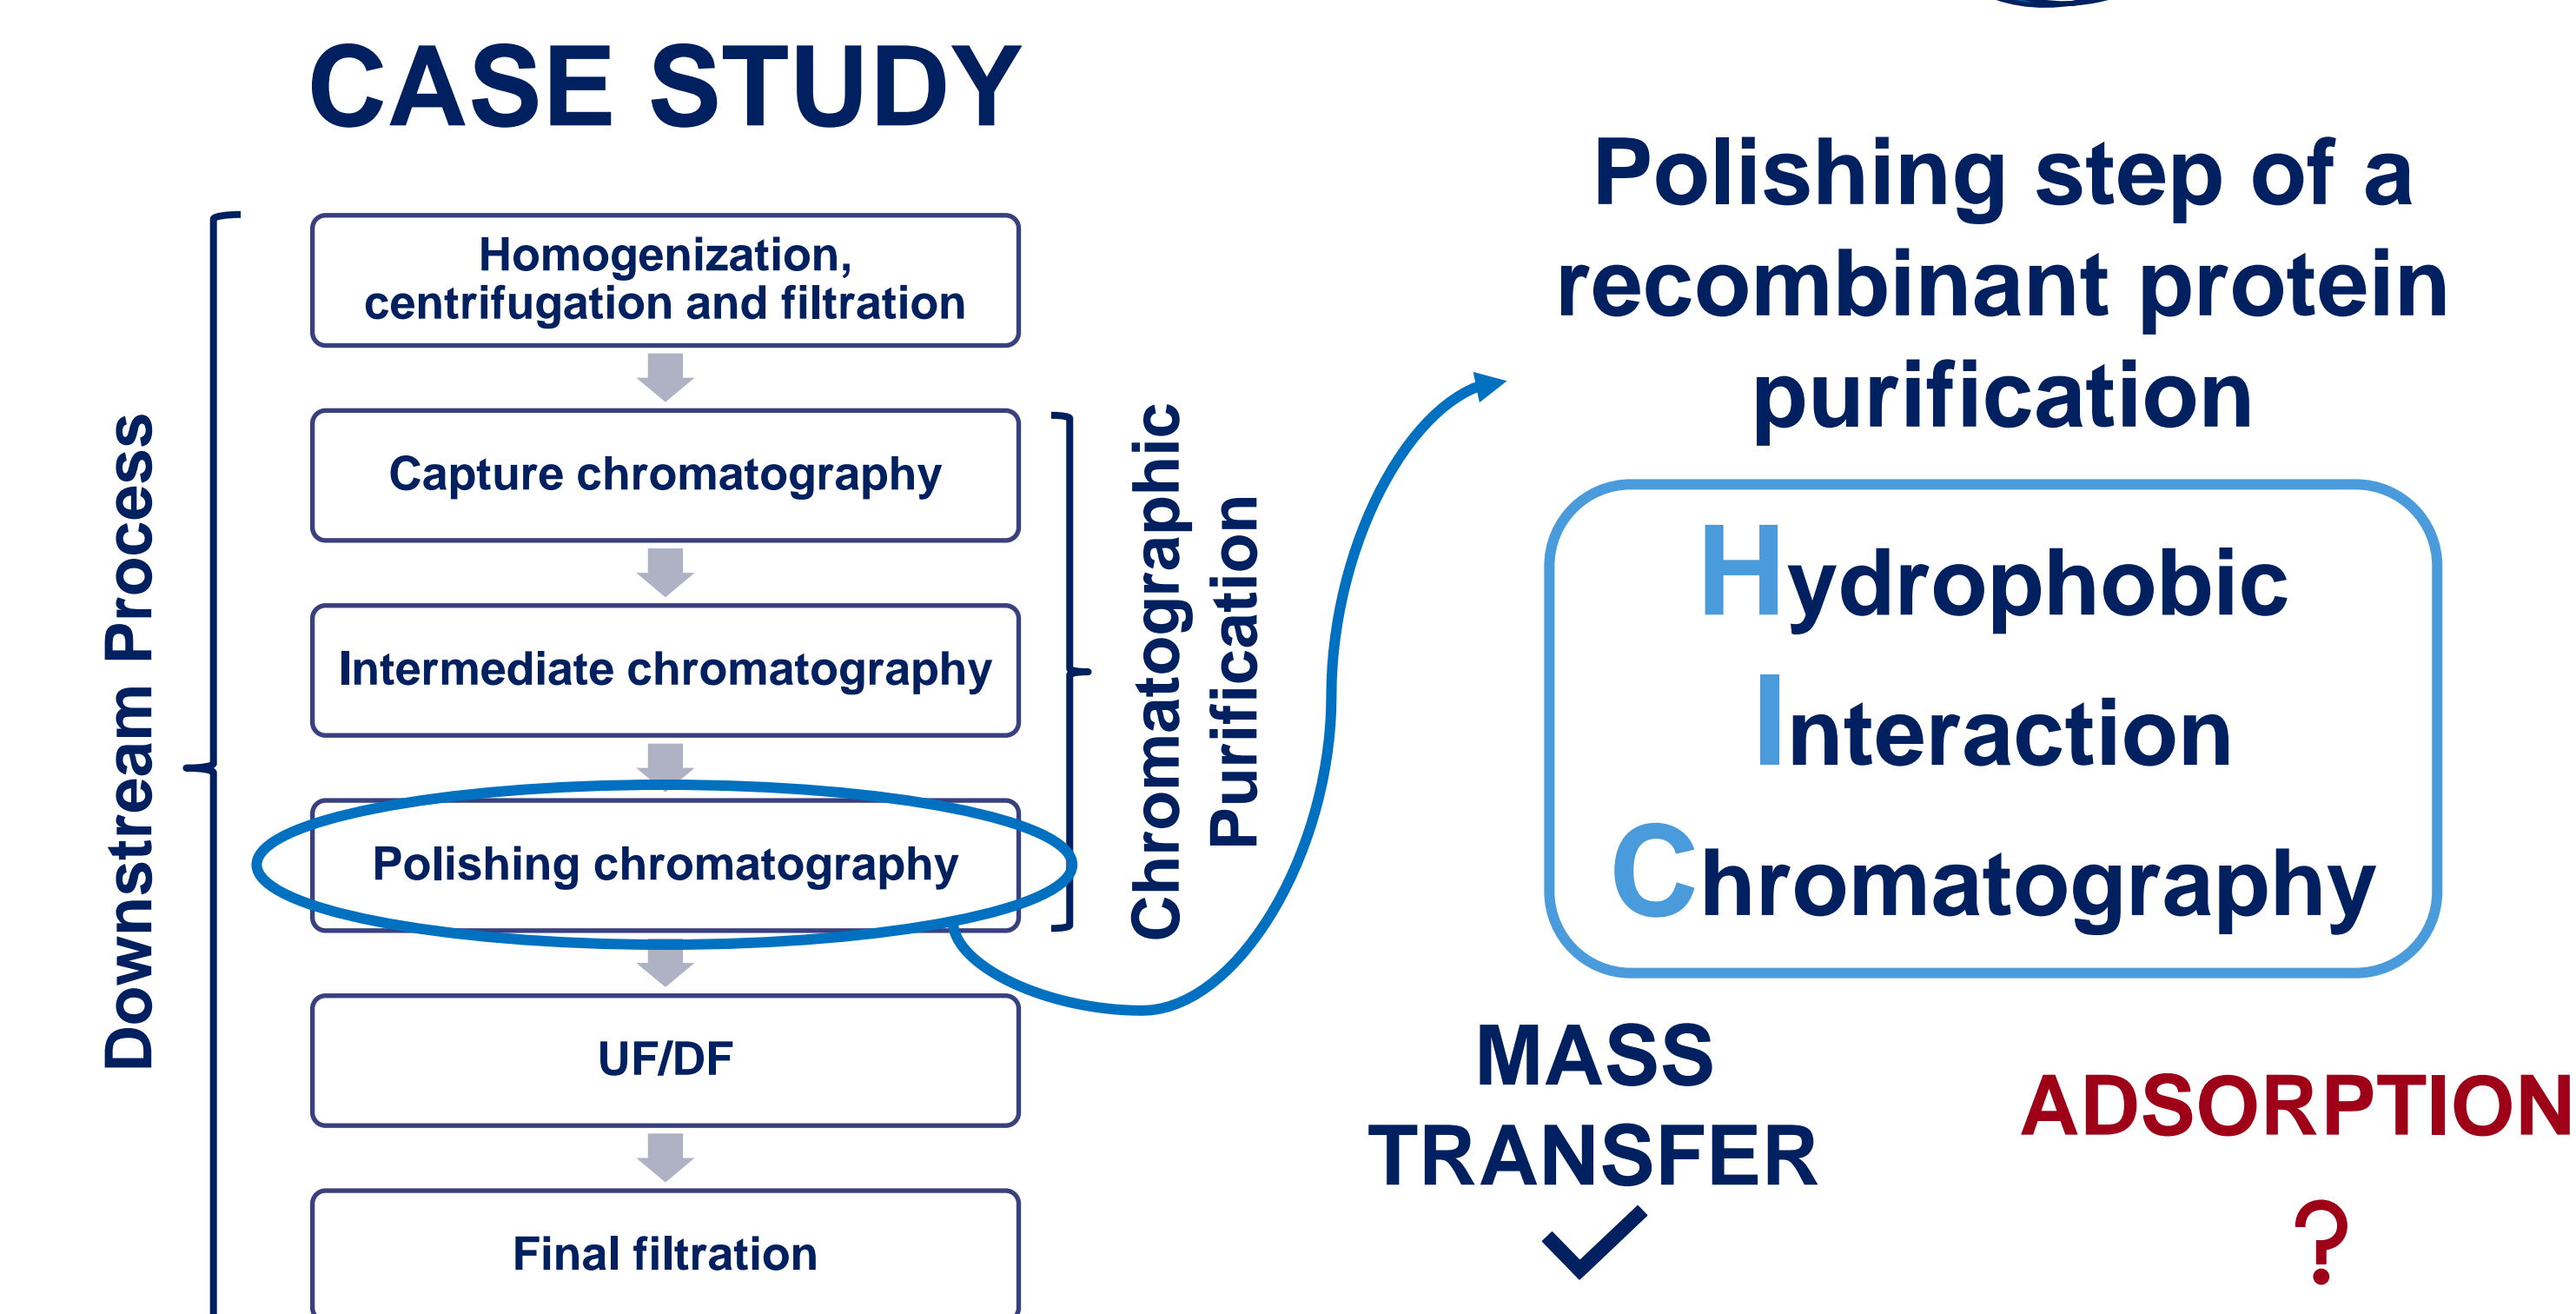 CASE STUDY
Downstream Process
Homogenization,
centrifugation and filtration
Capture chromatography
Intermediate chromatography
Polishing chromatography
UF/DF
Final filtration
Chromatographic
Purification
Polishing step of a
recombinant protein
purification
Hydrophobic
Interaction
Chromatography
MASS
TRANSFER
ADSORPTION
?